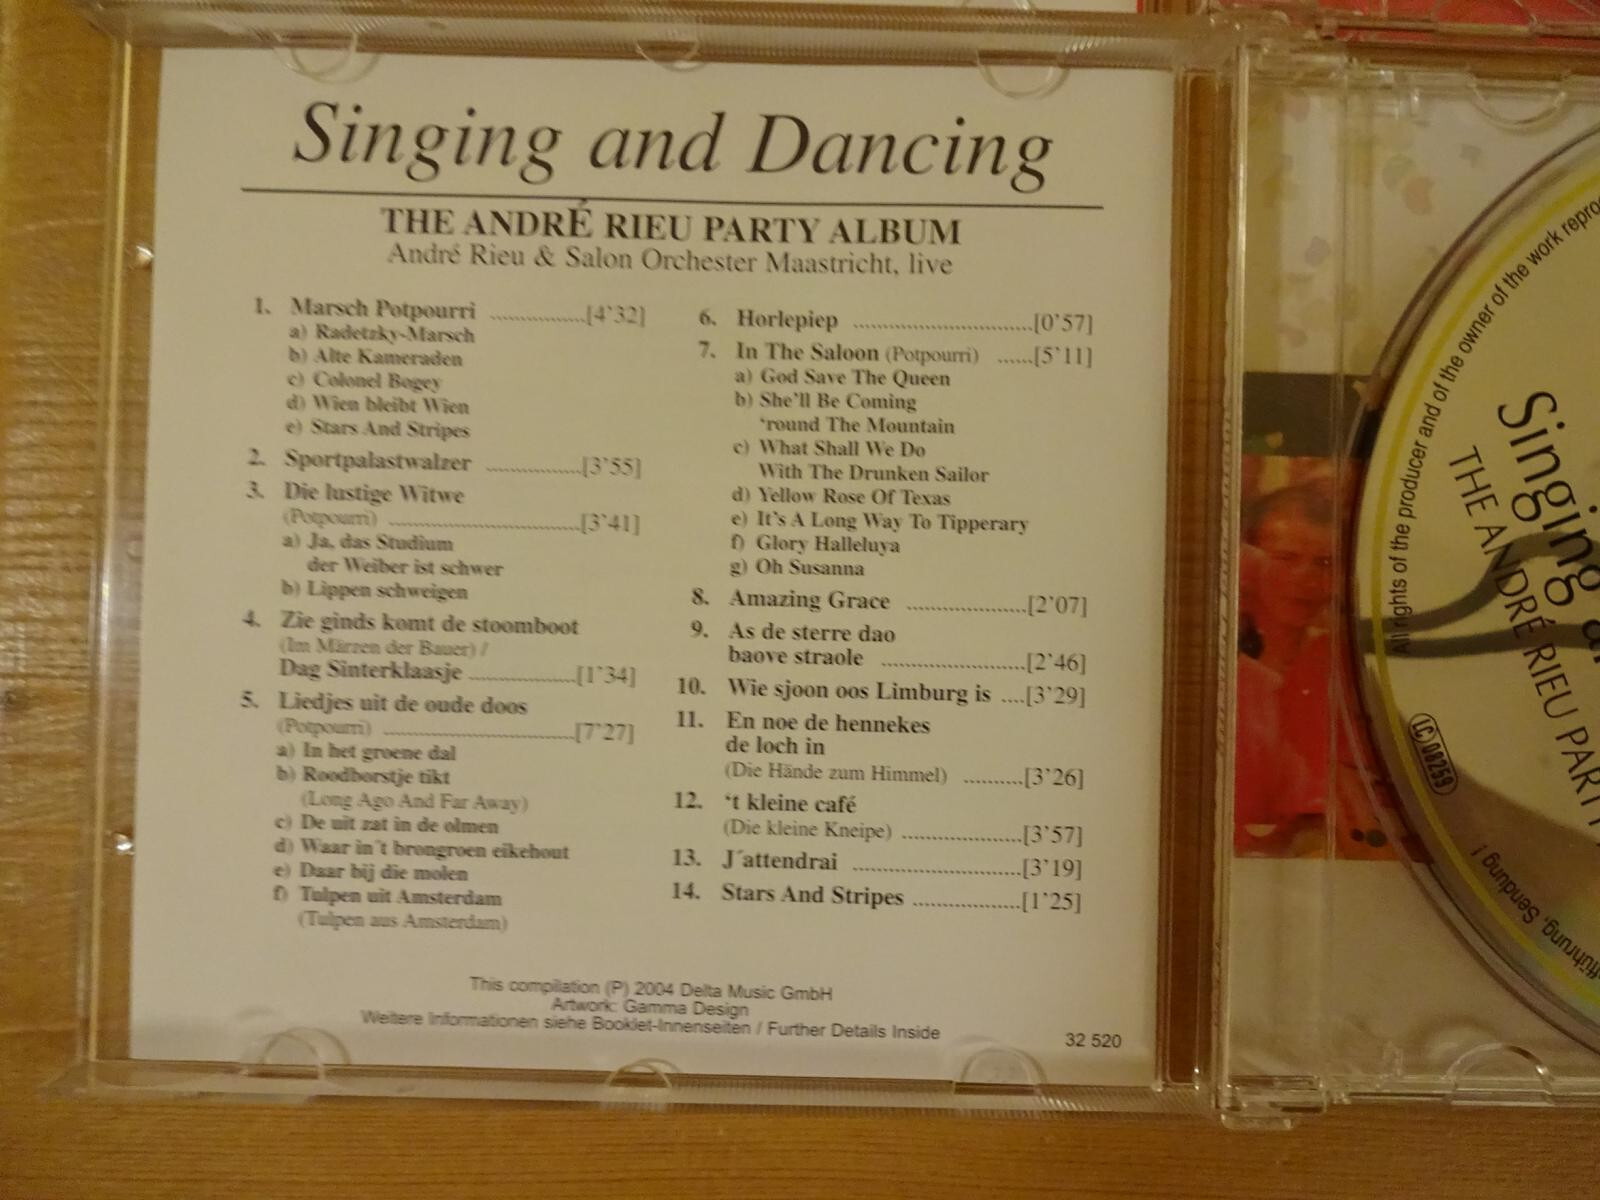 Singing and Dancing
THE ANDRÉ RIEU PARTY ALBUM
André Rieu & Salon Orchester Maastricht, live
1. Marsch Potpourri ..................[4'32]
a) Radetzky-Marsch
b) Alte Kameraden
c) Colonel Bogey
d) Wien bleibt Wien
e) Stars And Stripes
2. Sportpalastwalzer ..................[3'55]
3. Die lustige Witwe
(Potpourri) ....................................[3'41]
a) Ja, das Studium
der Weiber ist schwer
b) Lippen schweigen
4. Zie ginds komt de stoomboot
(Im Märzen der Bauer) /
Dag Sinterklaasje ....................[1'34]
5. Liedjes uit de oude doos
(Potpourri) ....................................[7'27]
a) In het groene dal
b) Roodborstje tikt
(Long Ago And Far Away)
c) De uit zat in de olmen
d) Waar in´t brongroen eikehout
e) Daar bij die molen
f) Tulpen uit Amsterdam
(Tulpen aus Amsterdam)
6. Horlepiep ..................................[0'57]
7. In The Saloon (Potpourri) ......[5'11]
a) God Save The Queen
b) She'll Be Coming
'round The Mountain
c) What Shall We Do
With The Drunken Sailor
d) Yellow Rose Of Texas
e) It's A Long Way To Tipperary
f) Glory Halleluya
g) Oh Susanna
8. Amazing Grace ......................[2'07]
9. As de sterre dao
baove straole ...........................[2'46]
10. Wie sjoon oos Limburg is ....[3'29]
11. En noe de hennekes
de loch in
(Die Hände zum Himmel) ..........[3'26]
12. 't kleine café
(Die kleine Kneipe) ......................[3'57]
13. J´attendrai ................................[3'19]
14. Stars And Stripes ....................[1'25]
This compilation (P) 2004 Delta Music GmbH
Artwork: Gamma Design
Weitere Informationen siehe Booklet-Innenseiten / Further Details Inside
32 520
All rights of the producer and of the owner of the work
Singing
THE ANDRÉ RIEU
LC 08259
Sendung !